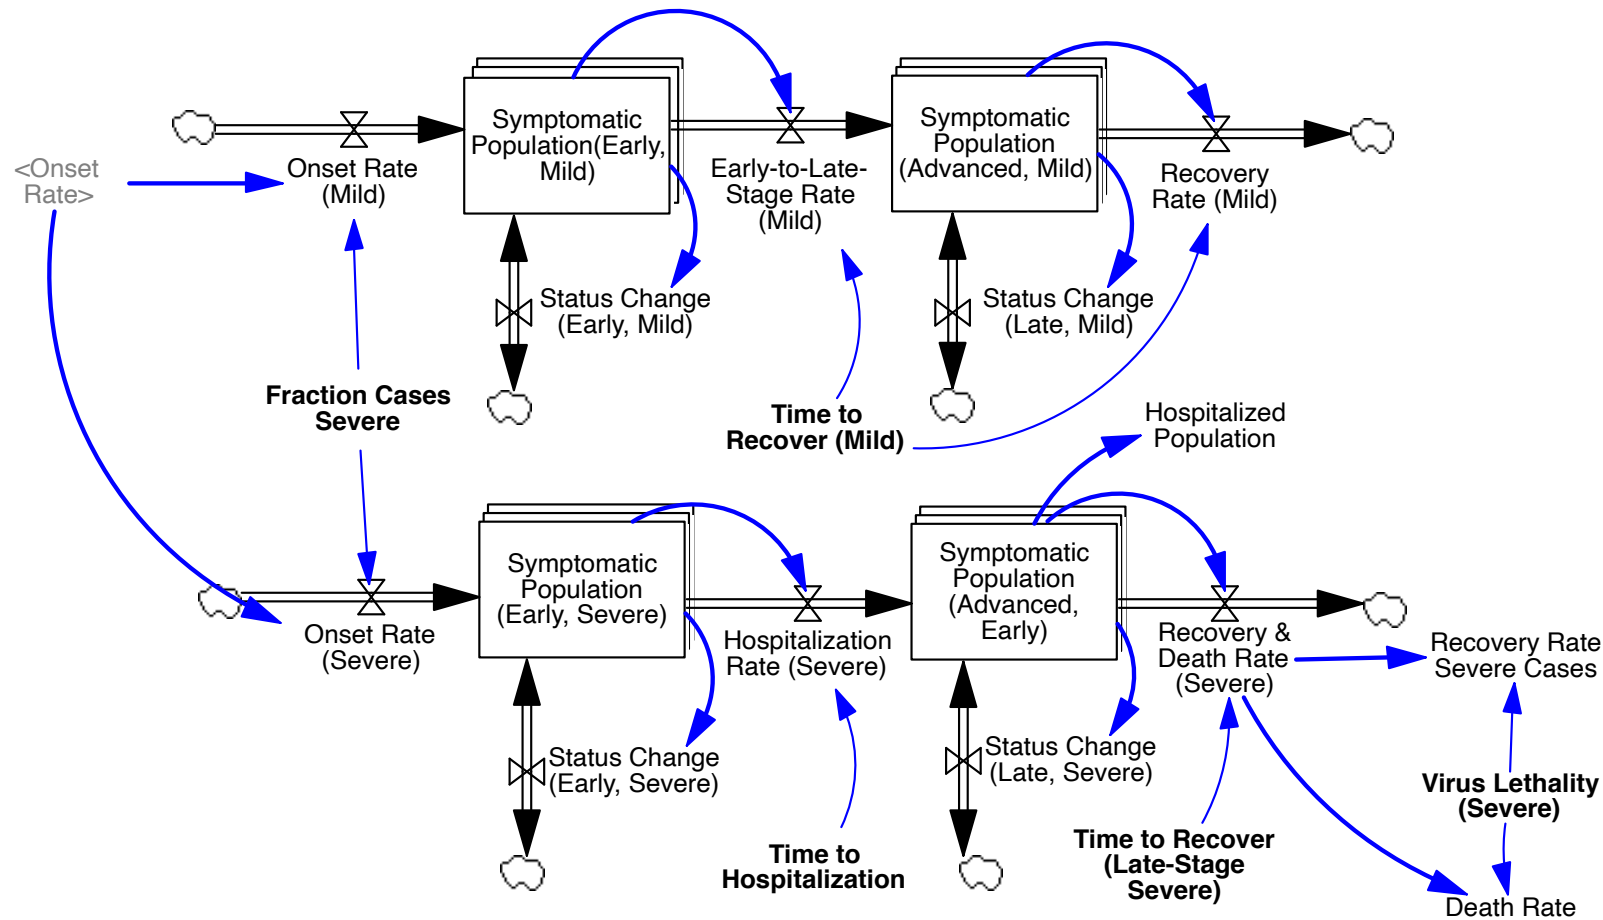 Symptomatic
Population(Early,
Mild)
Symptomatic
Population
(Advanced, Mild)
<Onset
Rate>
Onset Rate
(Mild)
Early-to-Late-
Stage Rate
(Mild)
Recovery
Rate (Mild)
Status Change
(Early, Mild)
Status Change
(Late, Mild)
Fraction Cases
Severe
Time to
Recover (Mild)
Hospitalized
Population
Symptomatic
Population
(Early, Severe)
Symptomatic
Population
(Advanced,
Early)
Onset Rate
(Severe)
Hospitalization
Rate (Severe)
Recovery &
Death Rate
(Severe)
Recovery Rate
Severe Cases
Status Change
(Early, Severe)
Status Change
(Late, Severe)
Virus Lethality
(Severe)
Time to
Hospitalization
Time to Recover
(Late-Stage
Severe)
Death Rate